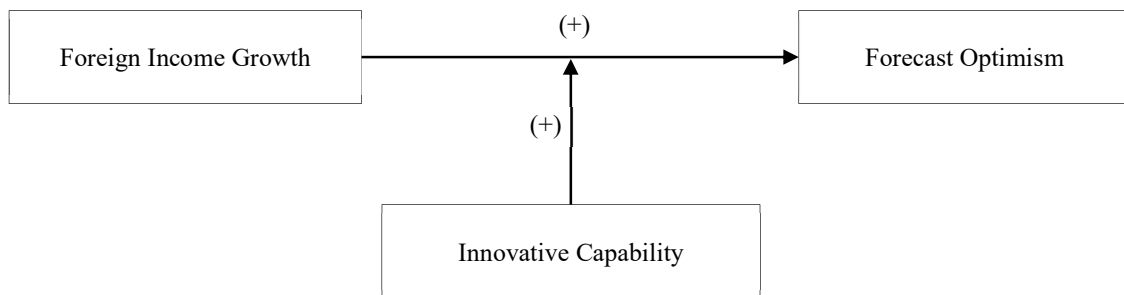 (+)
Foreign Income Growth
Forecast Optimism
(+)
Innovative Capability